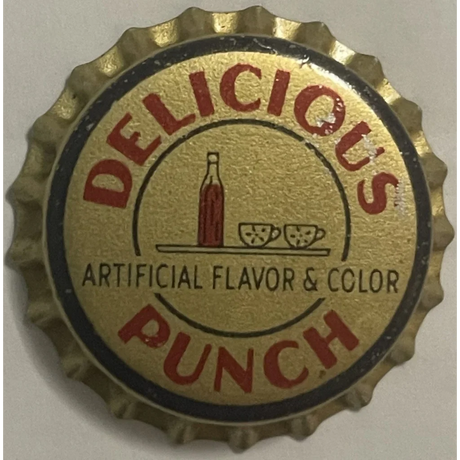 DELICIOUS
ARTIFICIAL FLAVOR & COLOR
PUNCH